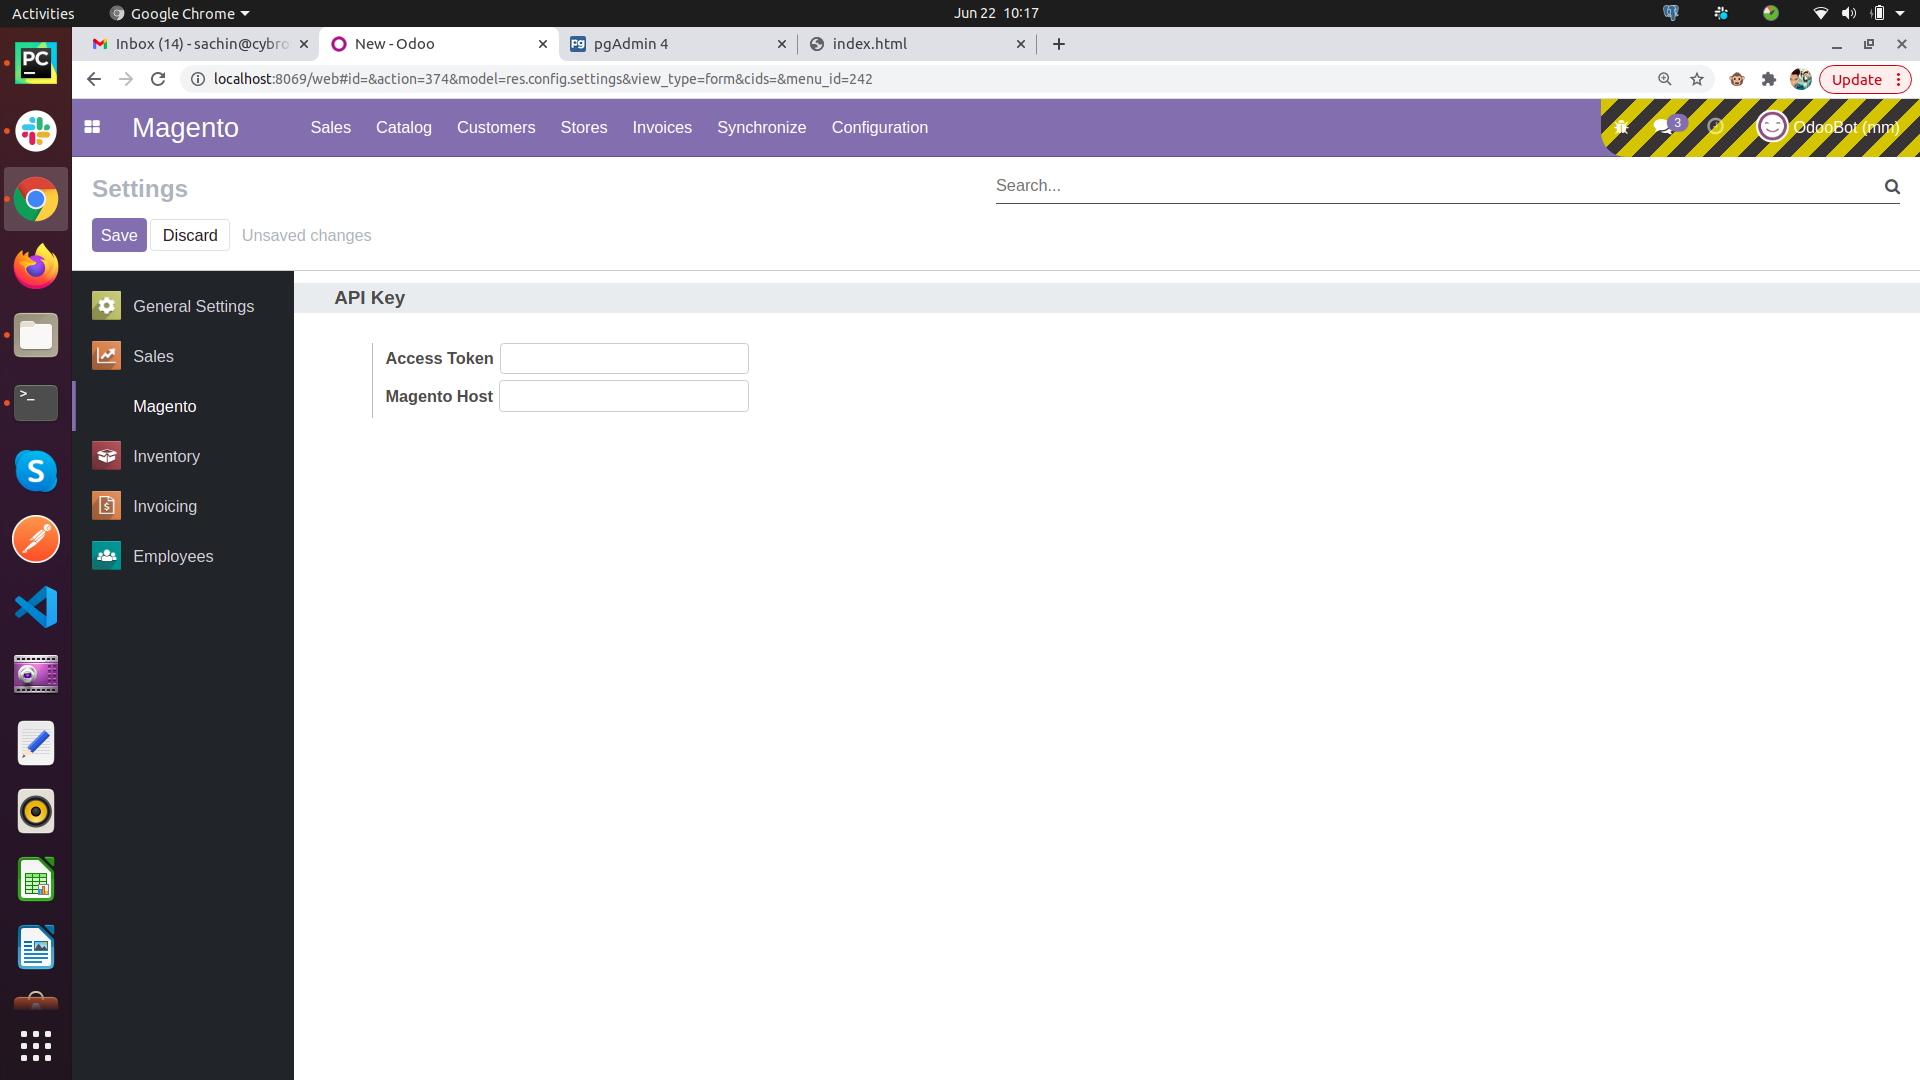 Activities
Google Chrome
Jun 22 10:17
Inbox (14) - sachin@cybro
New - Odoo
pgAdmin 4
index.html
localhost:8069/web#id=&action=374&model=res.config.settings&view_type=form&cids=&menu_id=242
Update
Magento
Sales
Catalog
Customers
Stores
Invoices
Synchronize
Configuration
3
OdooBot (mm)
Settings
Search...
Save
Discard
Unsaved changes
General Settings
Sales
Magento
Inventory
Invoicing
Employees
API Key
Access Token
Magento Host
PC
pg
S
>_